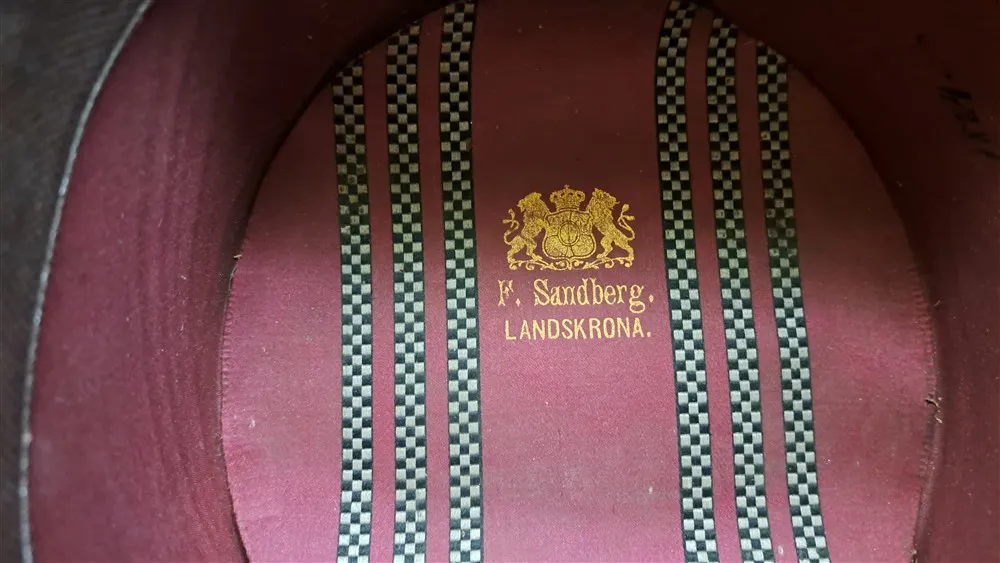 F. Sandberg.
LANDSKRONA.